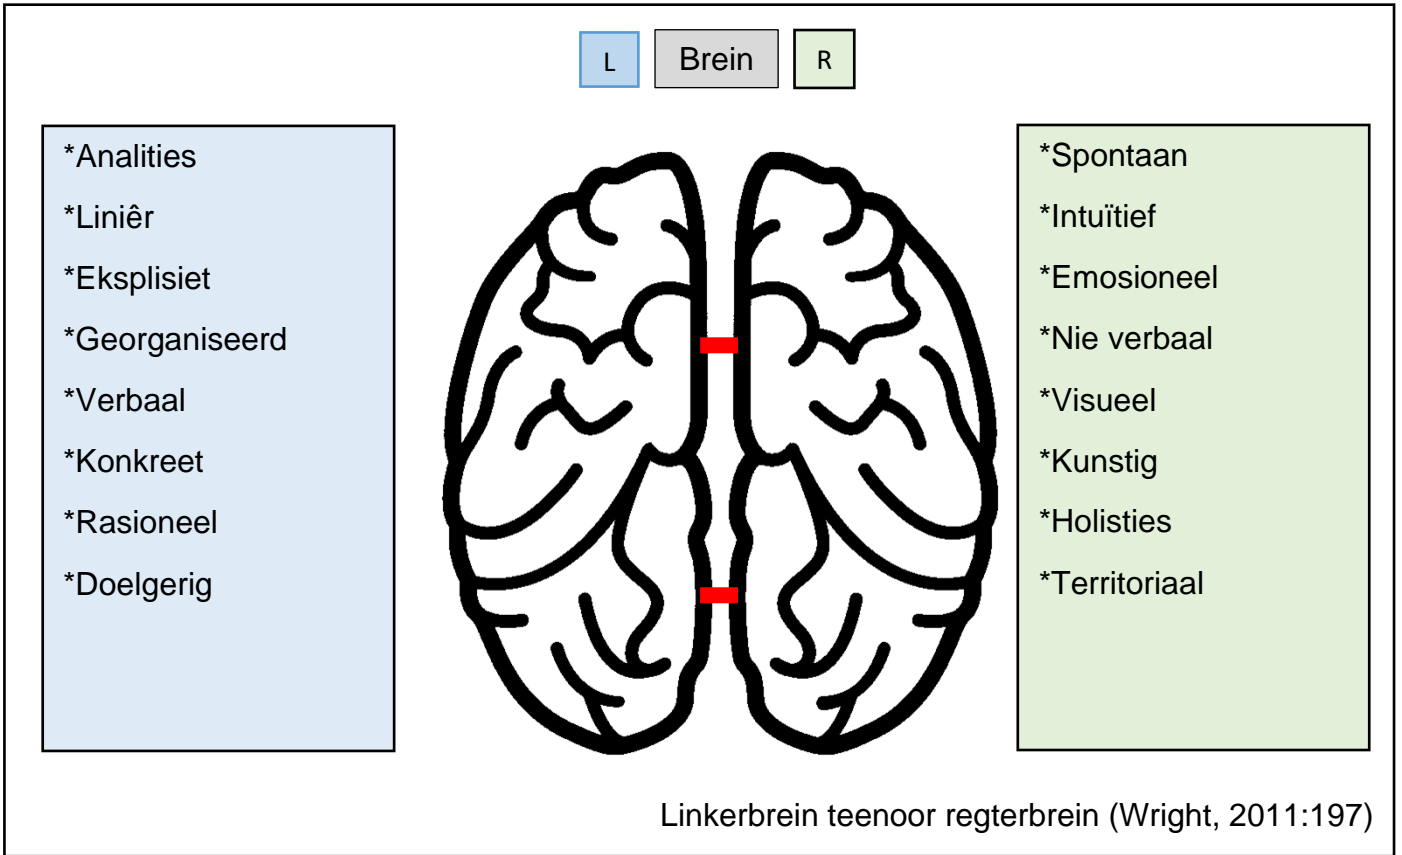 L
Brein
R
*Analities
*Liniêr
*Eksplisiet
*Georganiseerd
*Verbaal
*Konkreet
*Rasioneel
*Doelgerig
*Spontaan
*Intuïtief
*Emosioneel
*Nie verbaal
*Visueel
*Kunstig
*Holisties
*Territoriaal
Linkerbrein teenoor regterbrein (Wright, 2011:197)